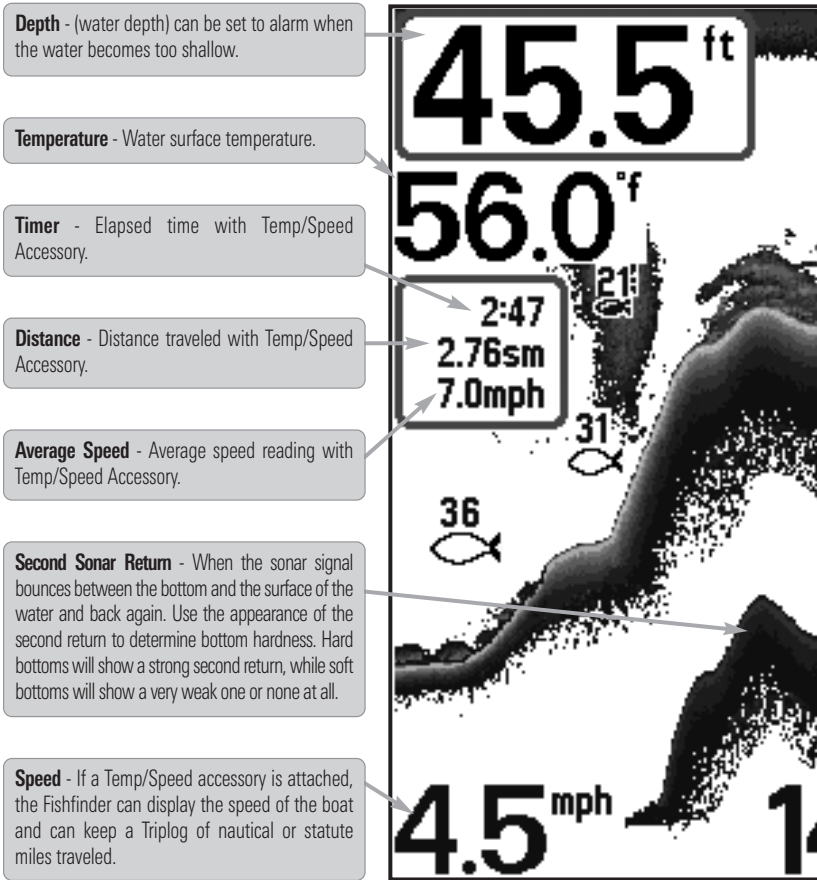 Depth - (water depth) can be set to alarm when
the water becomes too shallow.
Temperature - Water surface temperature.
Timer - Elapsed time with Temp/Speed
Accessory.
Distance - Distance traveled with Temp/Speed
Accessory.
Average Speed - Average speed reading with
Temp/Speed Accessory.
Second Sonar Return - When the sonar signal
bounces between the bottom and the surface of the
water and back again. Use the appearance of the
second return to determine bottom hardness. Hard
bottoms will show a strong second return, while soft
bottoms will show a very weak one or none at all.
Speed - If a Temp/Speed accessory is attached,
the Fishfinder can display the speed of the boat
and can keep a Triplog of nautical or statute
miles traveled.
45.5 ft
56.0 °f
21
2:47
2.76sm
7.0mph
31
36
4.5 mph